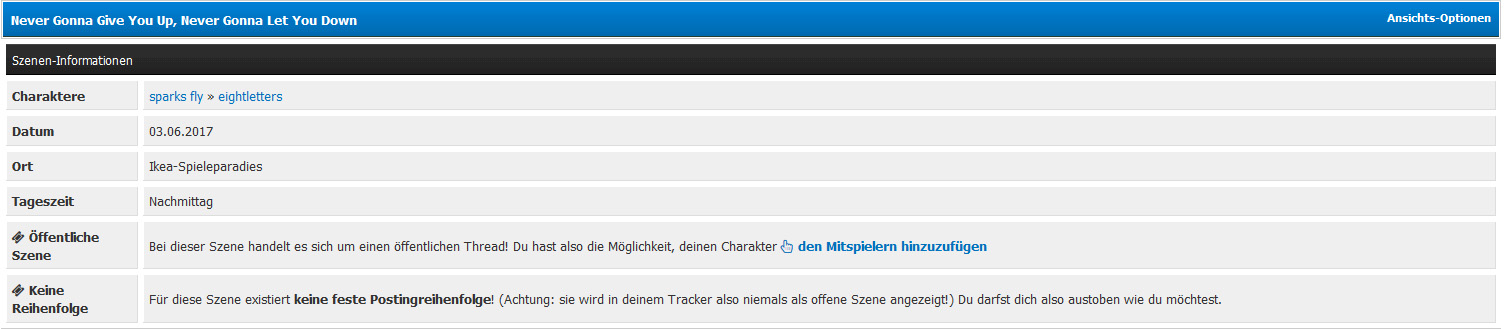 Never Gonna Give You Up, Never Gonna Let You Down
Ansichts-Optionen
Szenen-Informationen
Charaktere
sparks fly » eightletters
Datum
03.06.2017
Ort
Ikea-Spieleparadies
Tageszeit
Nachmittag
Öffentliche
Szene
Bei dieser Szene handelt es sich um einen öffentlichen Thread! Du hast also die Möglichkeit, deinen Charakter den Mitspielern hinzuzufügen
Keine
Reihenfolge
Für diese Szene existiert keine feste Postingreihenfolge! (Achtung: sie wird in deinem Tracker also niemals als offene Szene angezeigt!) Du darfst dich also austoben wie du möchtest.